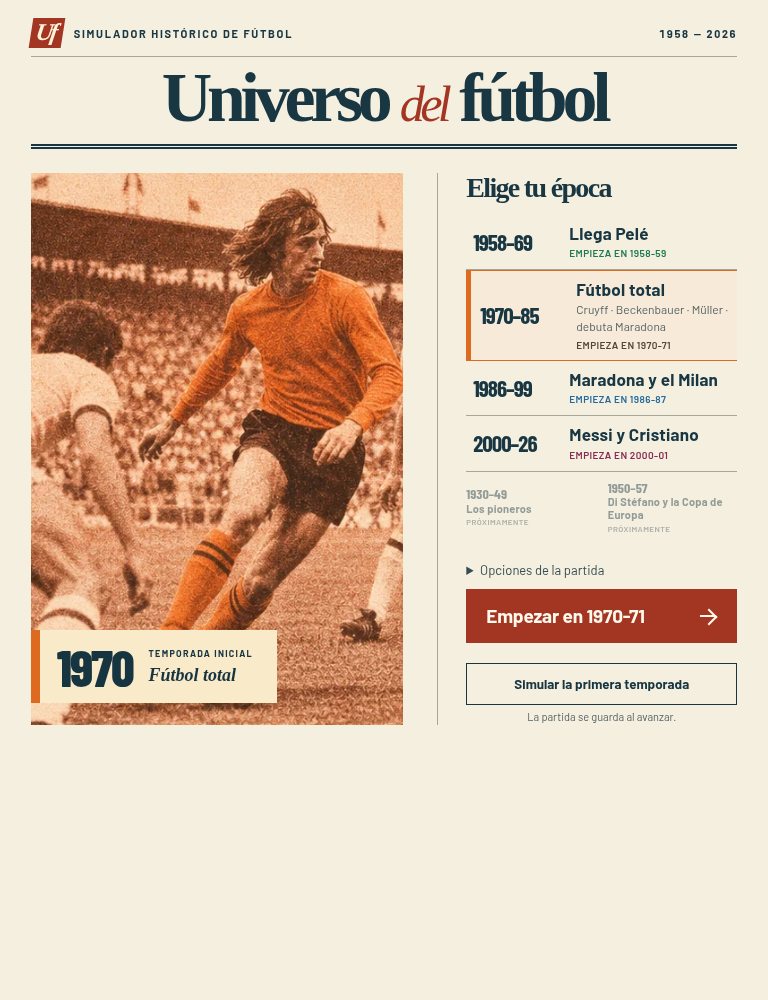 Uf SIMULADOR HISTÓRICO DE FÚTBOL
1958 — 2026
Universo del fútbol
1970
TEMPORADA INICIAL
Fútbol total
Elige tu época
1958–69
Llega Pelé
EMPIEZA EN 1958-59
1970–85
Fútbol total
Cruyff · Beckenbauer · Müller ·
debuta Maradona
EMPIEZA EN 1970-71
1986–99
Maradona y el Milan
EMPIEZA EN 1986-87
2000–26
Messi y Cristiano
EMPIEZA EN 2000-01
1930–49
Los pioneros
PRÓXIMAMENTE
1950–57
Di Stéfano y la Copa de
Europa
PRÓXIMAMENTE
Opciones de la partida
Empezar en 1970-71
Simular la primera temporada
La partida se guarda al avanzar.